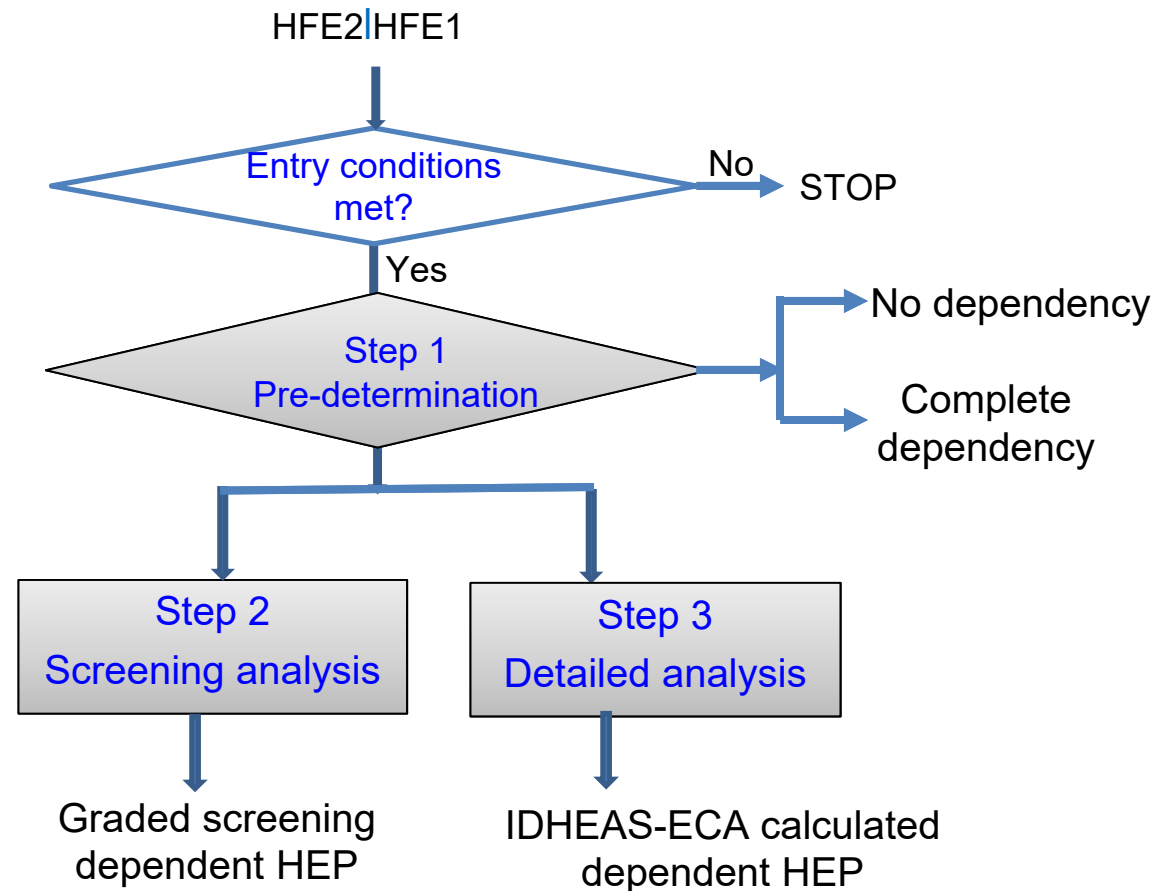 HFE2|HFE1
Entry conditions
met?
No
STOP
Yes
Step 1
Pre-determination
No dependency
Complete
dependency
Step 2
Screening analysis
Step 3
Detailed analysis
Graded screening
dependent HEP
IDHEAS-ECA calculated
dependent HEP